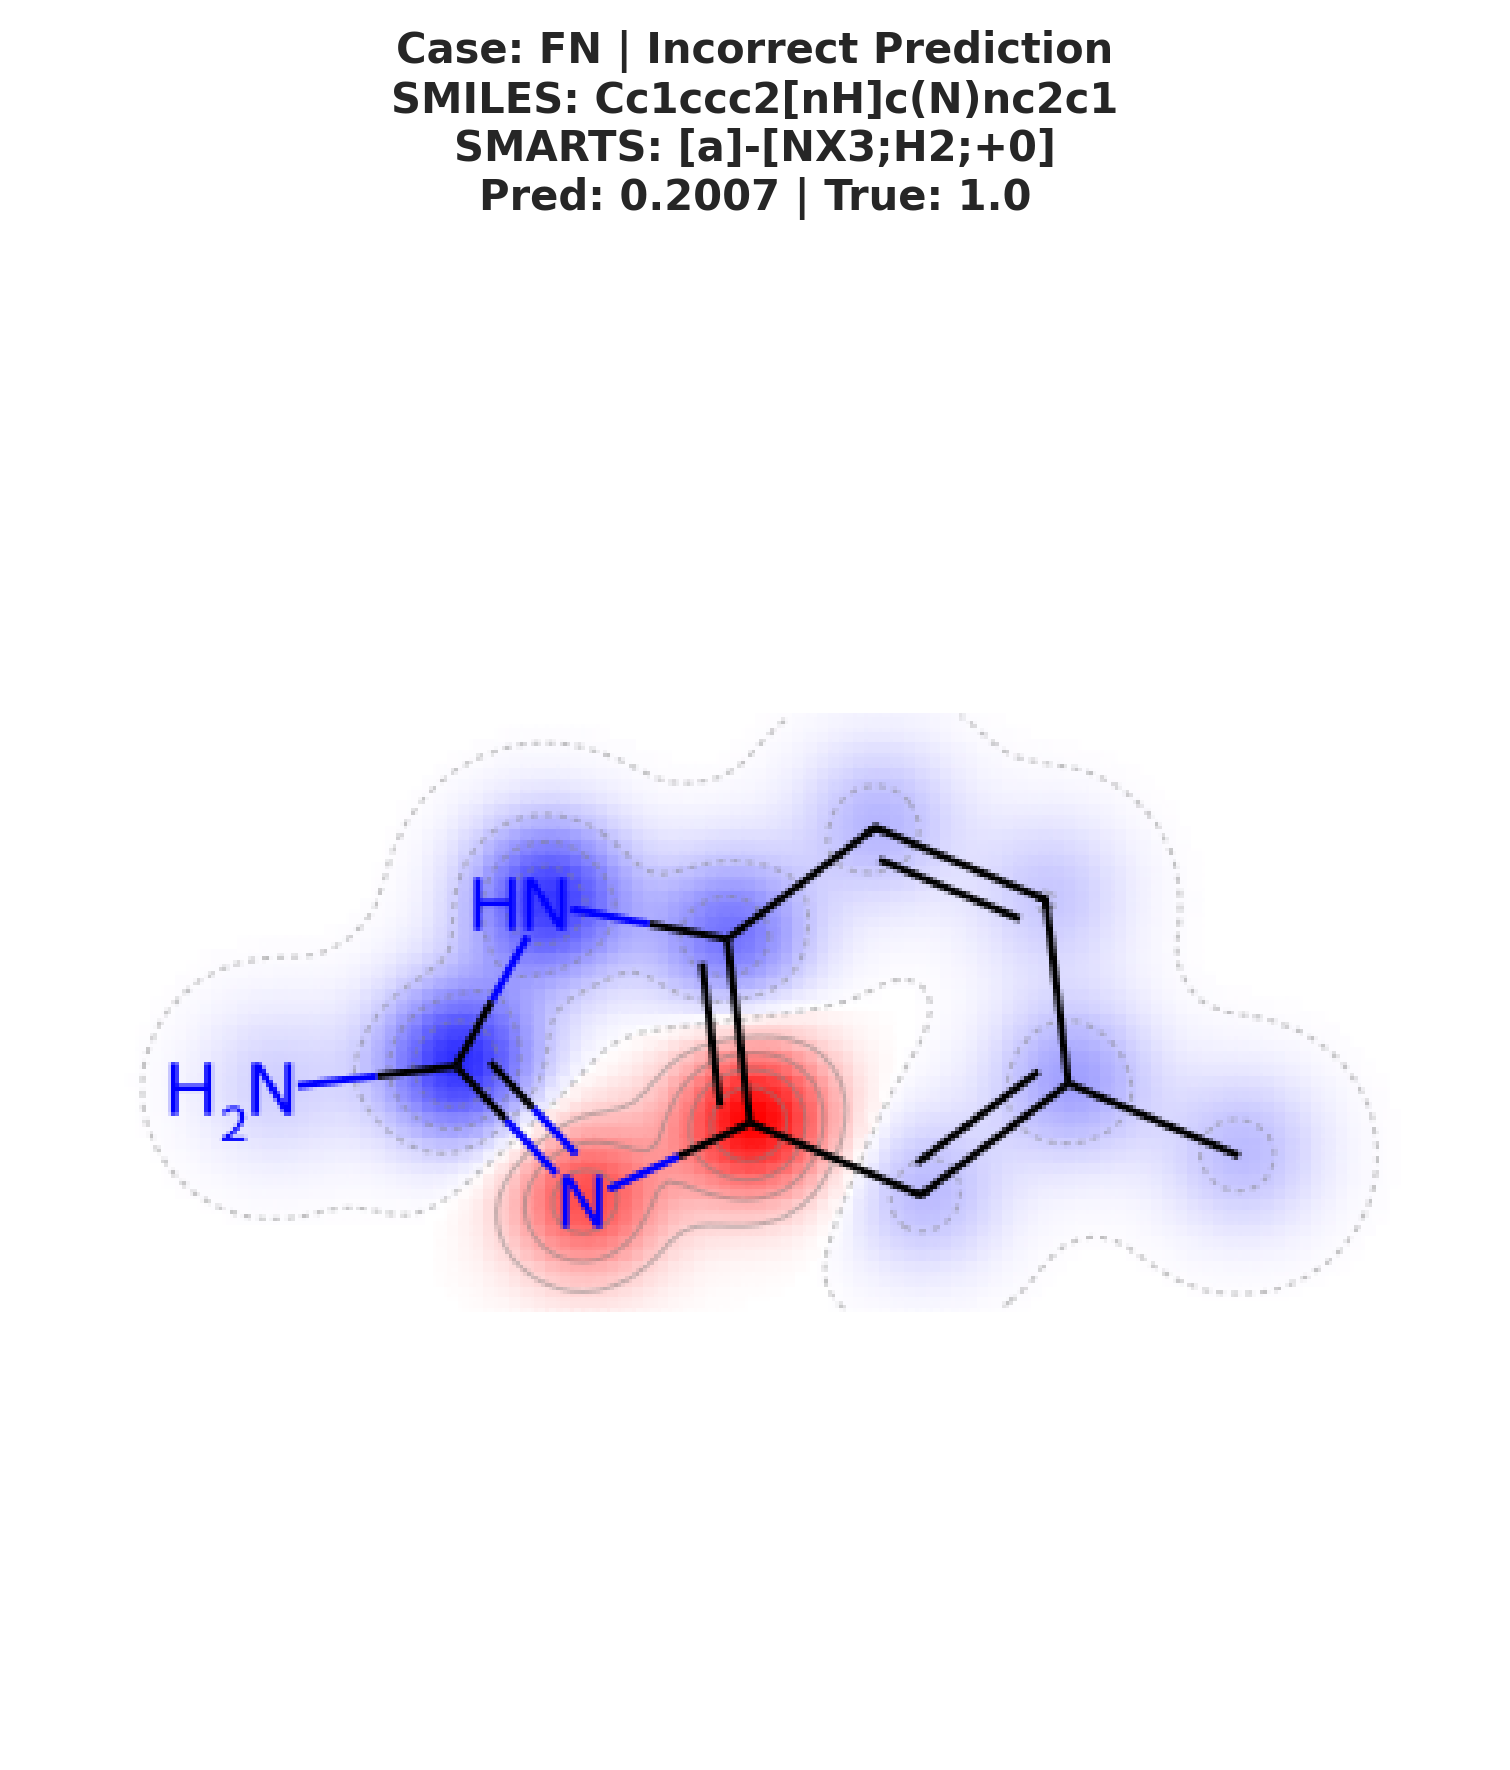 Case: FN | Incorrect Prediction
SMILES: Cc1ccc2[nH]c(N)nc2c1
SMARTS: [a]-[NX3;H2;+0]
Pred: 0.2007 | True: 1.0
HN
H2N
N